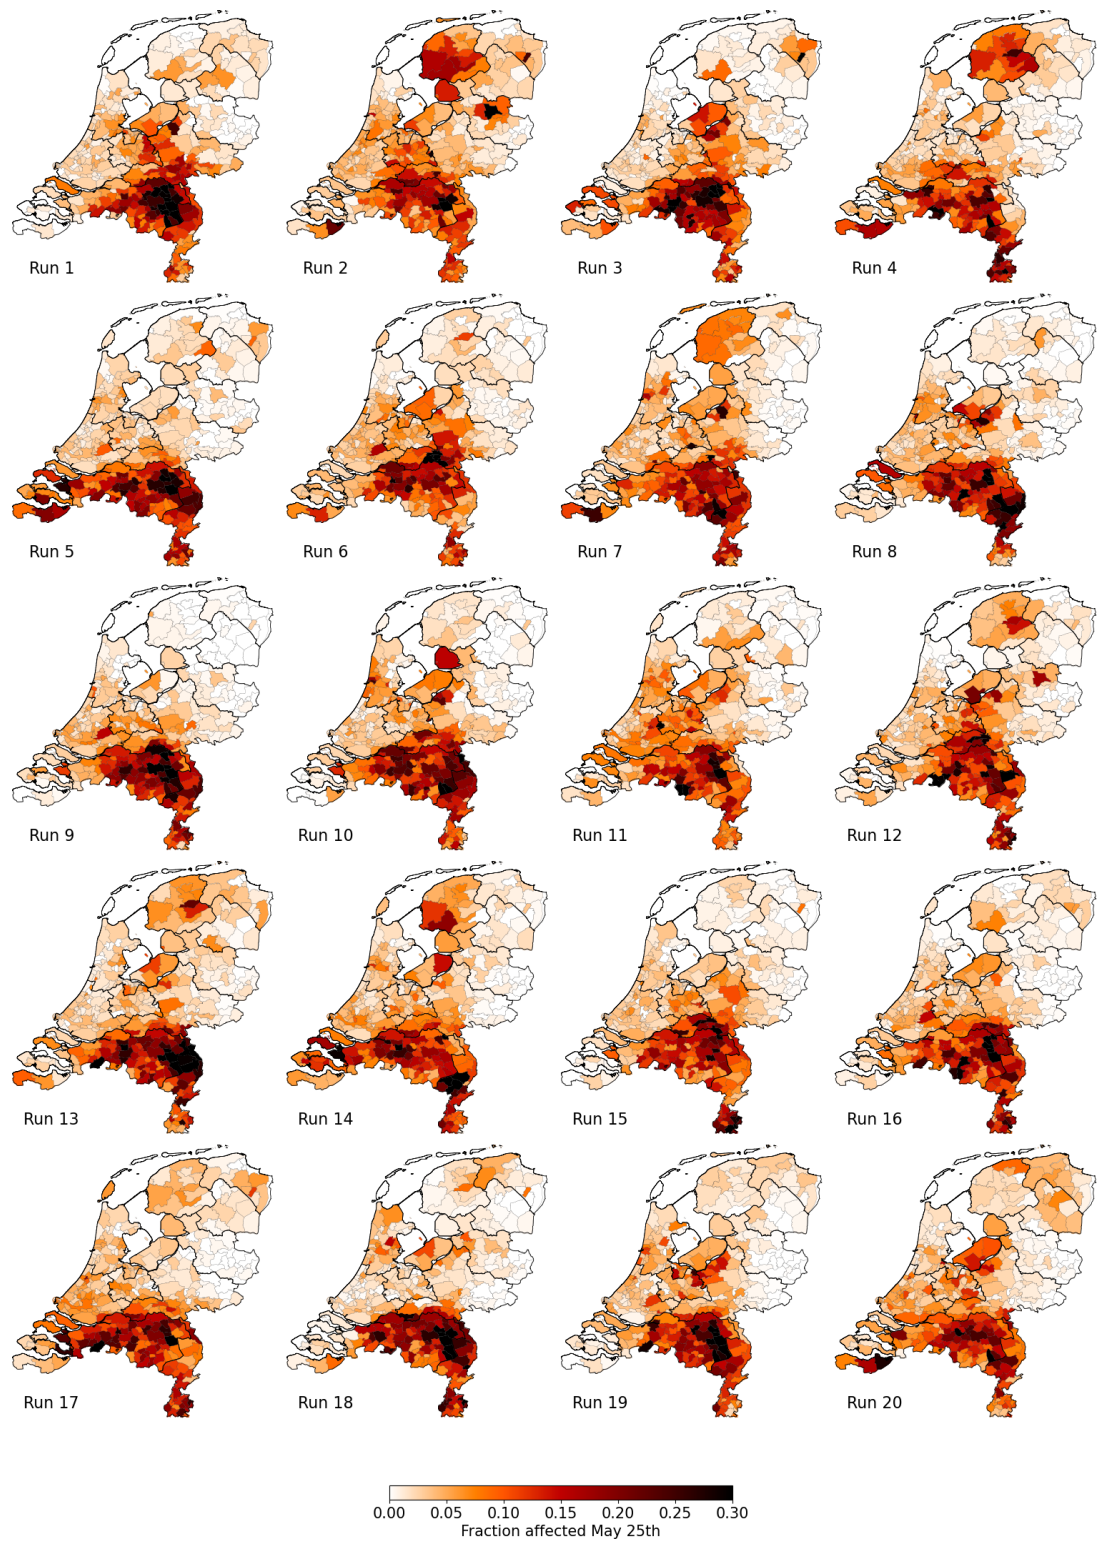 Run 1
Run 2
Run 3
Run 4
Run 5
Run 6
Run 7
Run 8
Run 9
Run 10
Run 11
Run 12
Run 13
Run 14
Run 15
Run 16
Run 17
Run 18
Run 19
Run 20
0.00 0.05 0.10 0.15 0.20 0.25 0.30
Fraction affected May 25th